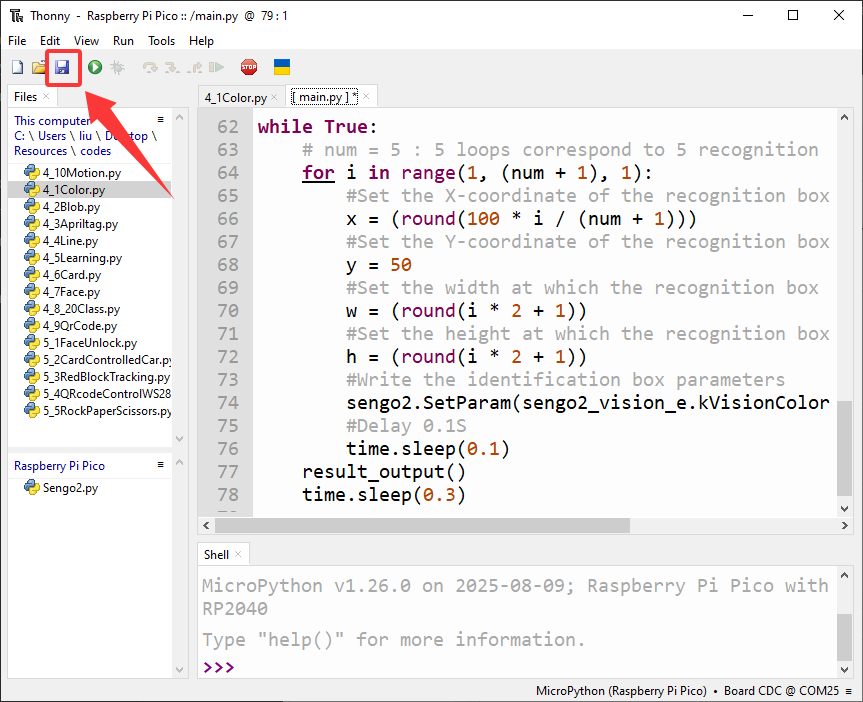 Thonny - Raspberry Pi Pico :: /main.py @ 79 : 1
File Edit View Run Tools Help
STOP
Files
4_1Color.py
[ main.py ] *
This computer
C: \ Users \ liu \ Desktop \
Resources \ codes
4_10Motion.py
4_1Color.py
4_2Blob.py
4_3Apriltag.py
4_4Line.py
4_5Learning.py
4_6Card.py
4_7Face.py
4_8_20Class.py
4_9QrCode.py
5_1FaceUnlock.py
5_2CardControlledCar.py
5_3RedBlockTracking.py
5_4QRcodeControlWS28
5_5RockPaperScissors.py
Raspberry Pi Pico
Sengo2.py
62 while True:
63 # num = 5 : 5 loops correspond to 5 recognition
64 for i in range(1, (num + 1), 1):
65 #Set the X-coordinate of the recognition box
66 x = (round(100 * i / (num + 1)))
67 #Set the Y-coordinate of the recognition box
68 y = 50
69 #Set the width at which the recognition box
70 w = (round(i * 2 + 1))
71 #Set the height at which the recognition box
72 h = (round(i * 2 + 1))
73 #Write the identification box parameters
74 sengo2.SetParam(sengo2_vision_e.kVisionColor
75 #Delay 0.1S
76 time.sleep(0.1)
77 result_output()
78 time.sleep(0.3)
Shell
MicroPython v1.26.0 on 2025-08-09; Raspberry Pi Pico with
RP2040
Type "help()" for more information.
>>>
MicroPython (Raspberry Pi Pico) • Board CDC @ COM25 ≡